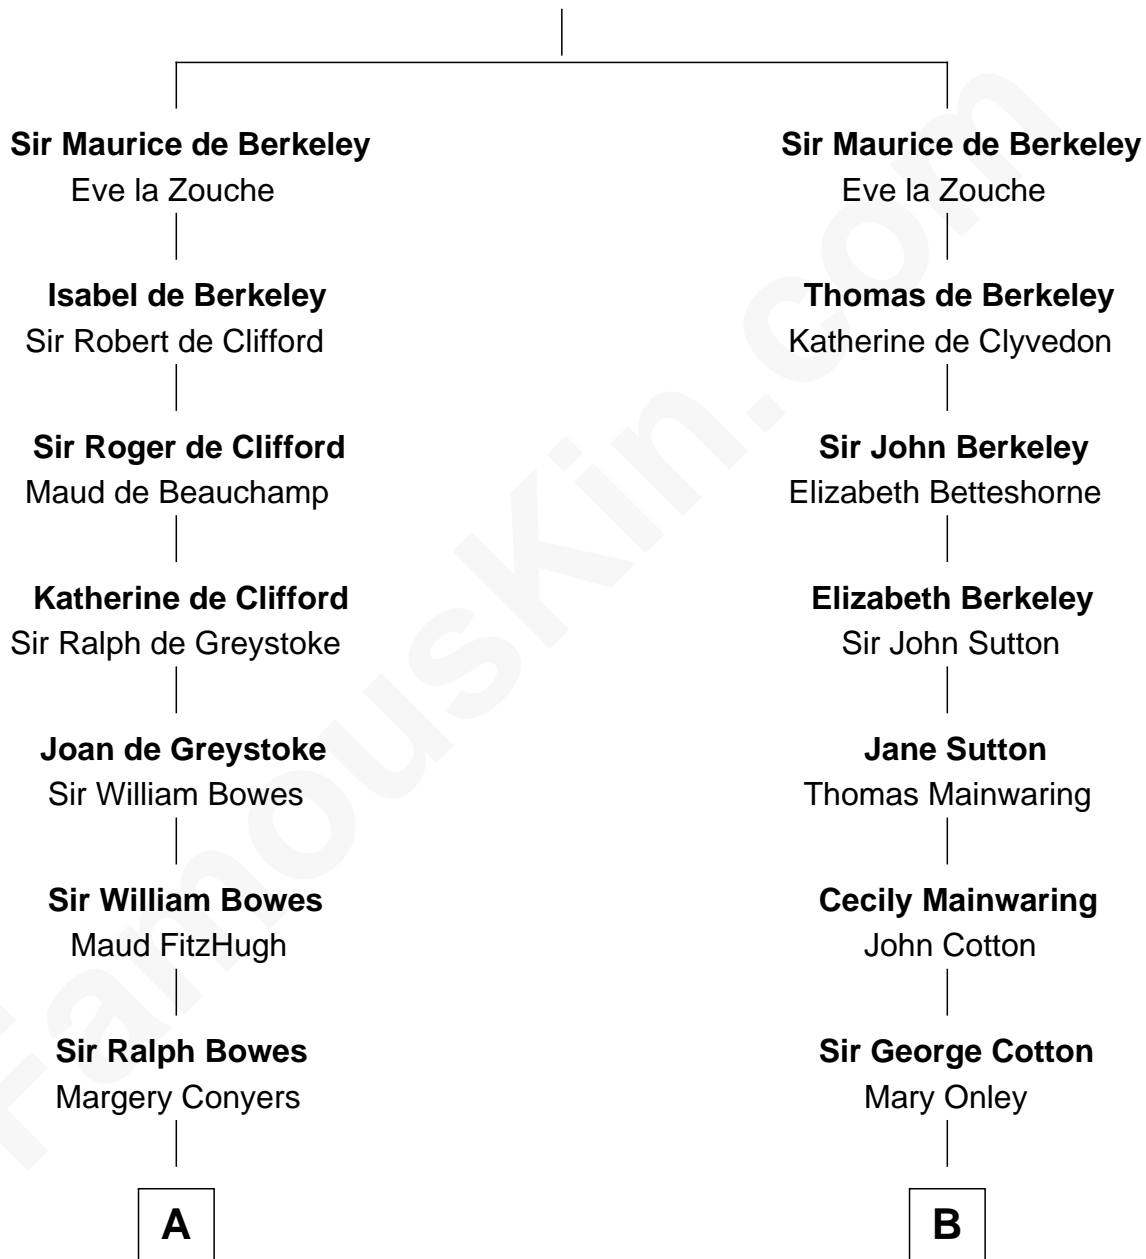 Sir Maurice de Berkeley
Eve la Zouche
Isabel de Berkeley
Sir Robert de Clifford
Sir Roger de Clifford
Maud de Beauchamp
Katherine de Clifford
Sir Ralph de Greystoke
Joan de Greystoke
Sir William Bowes
Sir William Bowes
Maud FitzHugh
Sir Ralph Bowes
Margery Conyers
A
Sir Maurice de Berkeley
Eve la Zouche
Thomas de Berkeley
Katherine de Clyvedon
Sir John Berkeley
Elizabeth Betteshorne
Elizabeth Berkeley
Sir John Sutton
Jane Sutton
Thomas Mainwaring
Cecily Mainwaring
John Cotton
Sir George Cotton
Mary Onley
B
FamousKin.com